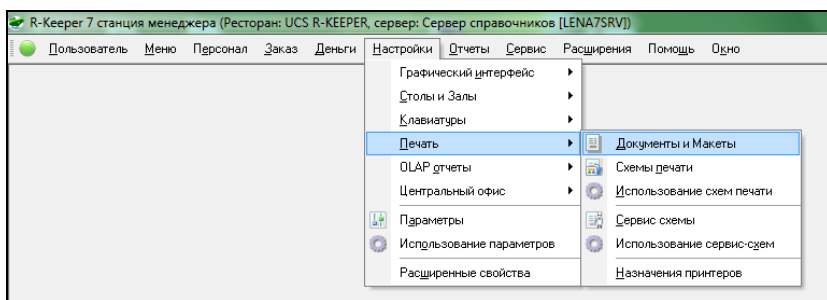 R-Keeper 7 станция менеджера (Ресторан: UCS R-KEEPER, сервер: Сервер справочников [LENA7SRV])
Пользователь Меню Персонал Заказ Деньги Настройки Отчеты Сервис Расширения Помощь Окно
Графический интерфейс
Столы и Залы
Клавиатуры
Печать Документы и Макеты
OLAP отчеты Схемы печати
Центральный офис Использование схем печати
Параметры Сервис схемы
Использование параметров Использование сервис-схем
Расширенные свойства Назначения принтеров